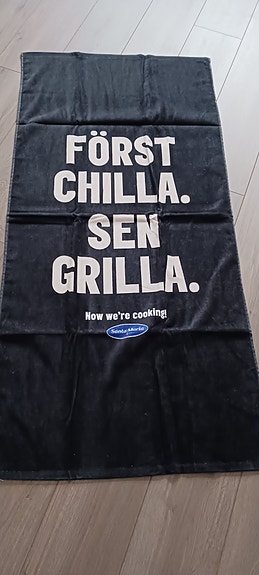 FÖRST
CHILLA.
SEN
GRILLA.
Now we're cooking!
Santa Maria